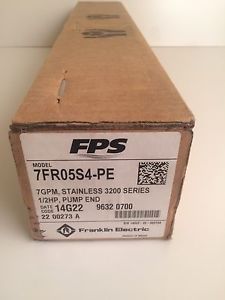 FPS
MODEL
7FR05S4-PE
7GPM, STAINLESS 3200 SERIES
1/2HP, PUMP END
DATE CODE 14G22 9632 0700
22 00273 A
Franklin Electric